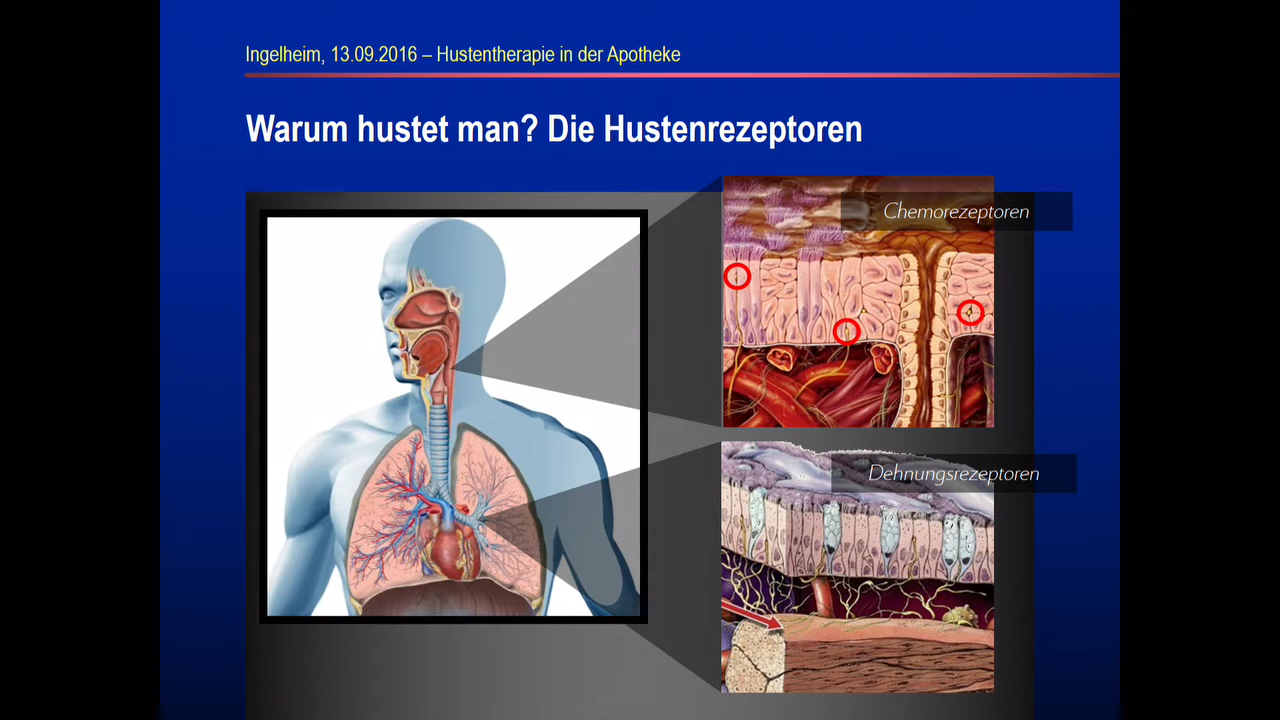 Ingelheim, 13.09.2016 – Hustentherapie in der Apotheke
Warum hustet man? Die Hustenrezeptoren
Chemorezeptoren
Dehnungsrezeptoren